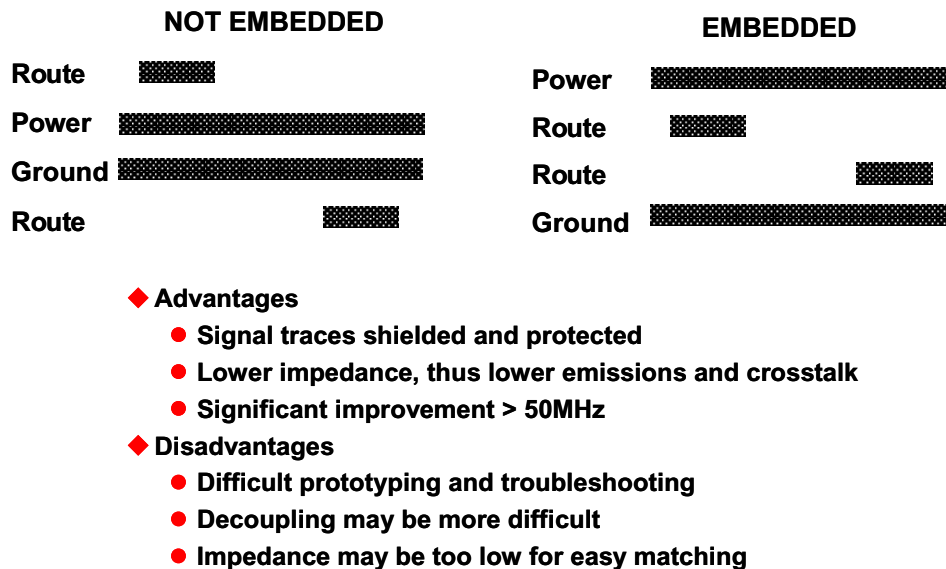 NOT EMBEDDED
Route
Power
Ground
Route
EMBEDDED
Power
Route
Route
Ground
Advantages
Signal traces shielded and protected
Lower impedance, thus lower emissions and crosstalk
Significant improvement > 50MHz
Disadvantages
Difficult prototyping and troubleshooting
Decoupling may be more difficult
Impedance may be too low for easy matching